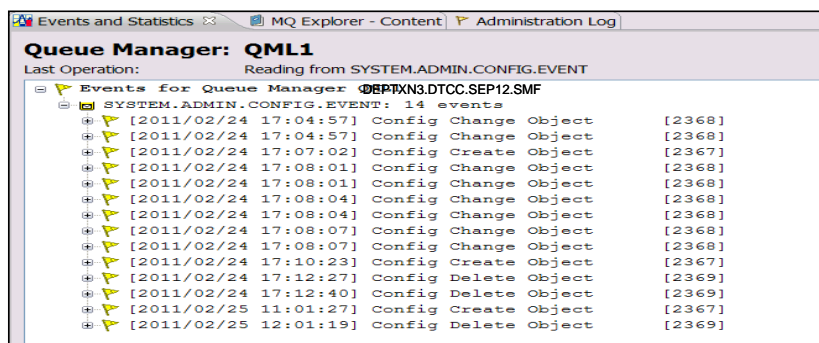 Events and Statistics MQ Explorer - Content Administration Log
Queue Manager: QML1
Last Operation: Reading from SYSTEM.ADMIN.CONFIG.EVENT
Events for Queue Manager DEPTXN3.DTCC.SEP12.SMF
SYSTEM.ADMIN.CONFIG.EVENT: 14 events
[2011/02/24 17:04:57] Config Change Object [2368]
[2011/02/24 17:04:57] Config Change Object [2368]
[2011/02/24 17:07:02] Config Create Object [2367]
[2011/02/24 17:08:01] Config Change Object [2368]
[2011/02/24 17:08:01] Config Change Object [2368]
[2011/02/24 17:08:04] Config Change Object [2368]
[2011/02/24 17:08:04] Config Change Object [2368]
[2011/02/24 17:08:07] Config Change Object [2368]
[2011/02/24 17:08:07] Config Change Object [2368]
[2011/02/24 17:10:23] Config Create Object [2367]
[2011/02/24 17:12:27] Config Delete Object [2369]
[2011/02/24 17:12:40] Config Delete Object [2369]
[2011/02/25 11:01:27] Config Create Object [2367]
[2011/02/25 12:01:19] Config Delete Object [2369]